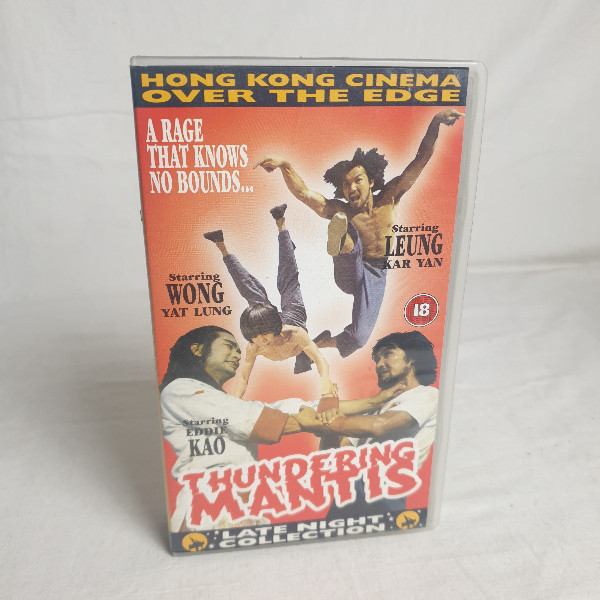 HONG KONG CINEMA
OVER THE EDGE
A RAGE
THAT KNOWS
NO BOUNDS...
Starring
LEUNG
KAR YAN
Starring
WONG
YAT LUNG
18
Starring
EDDIE
KAO
THUNDERING
MANTIS
LATE NIGHT
COLLECTION